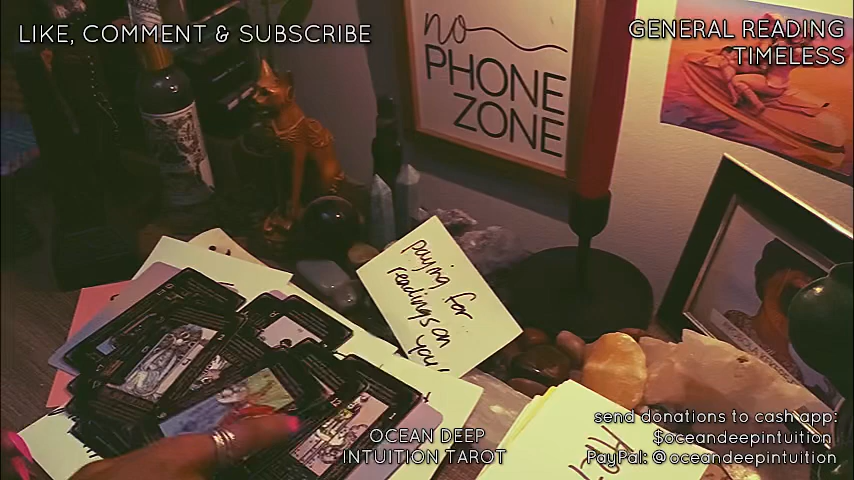 LIKE, COMMENT & SUBSCRIBE
GENERAL READING
TIMELESS
no
PHONE
ZONE
paying for
readings on
you
OCEAN DEEP
INTUITION TAROT
send donations to cash app:
$oceandeepintuition
PayPal: @oceandeepintuition